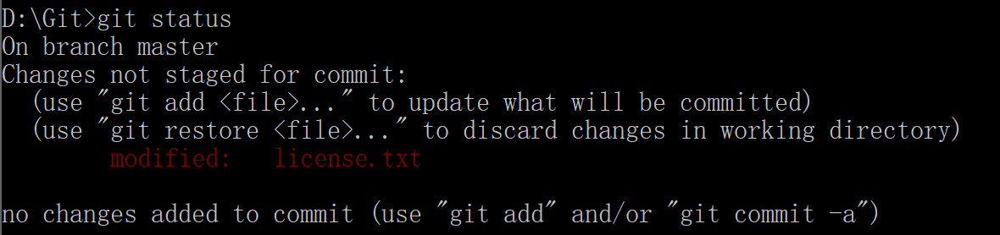 D:\Git>git status
On branch master
Changes not staged for commit:
  (use "git add <file>..." to update what will be committed)
  (use "git restore <file>..." to discard changes in working directory)
        modified:   license.txt

no changes added to commit (use "git add" and/or "git commit -a")